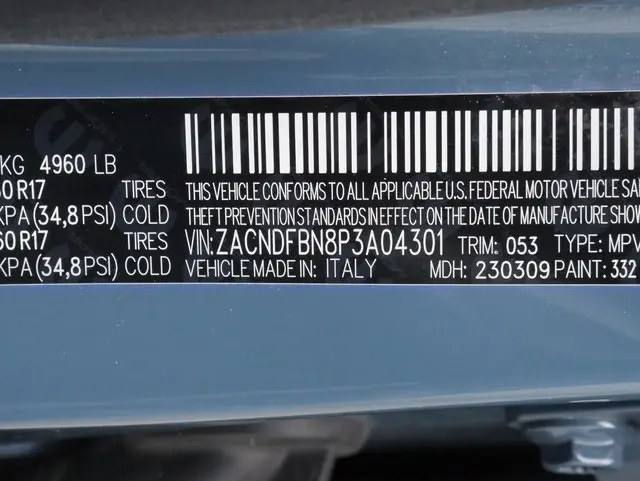 KG 4960 LB
60 R17 TIRES
KPA (34,8 PSI) COLD
60 R17 TIRES
KPA (34,8 PSI) COLD
THIS VEHICLE CONFORMS TO ALL APPLICABLE U.S. FEDERAL MOTOR VEHICLE SA
THEFT PREVENTION STANDARDS IN EFFECT ON THE DATE OF MANUFACTURE SHOW
VIN: ZACNDFBN8P3A04301 TRIM: 053 TYPE: MPV
VEHICLE MADE IN: ITALY MDH: 230309 PAINT: 332